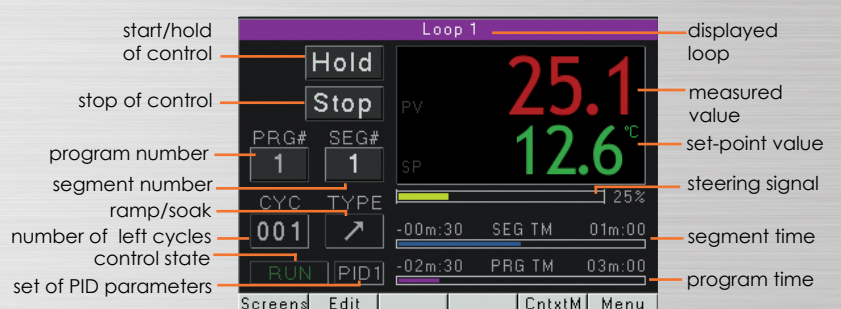 start/hold
of control
stop of control
program number
segment number
ramp/soak
number of left cycles
control state
set of PID parameters
Loop 1
Hold
Stop
PRG# SEG#
1 1
CYC TYPE
001
RUN PID1
PV 25.1
°C
SP 12.6
25%
-00m:30 SEG TM 01m:00
-02m:30 PRG TM 03m:00
Screens Edit CntxtM Menu
displayed
loop
measured
value
set-point value
steering signal
segment time
program time